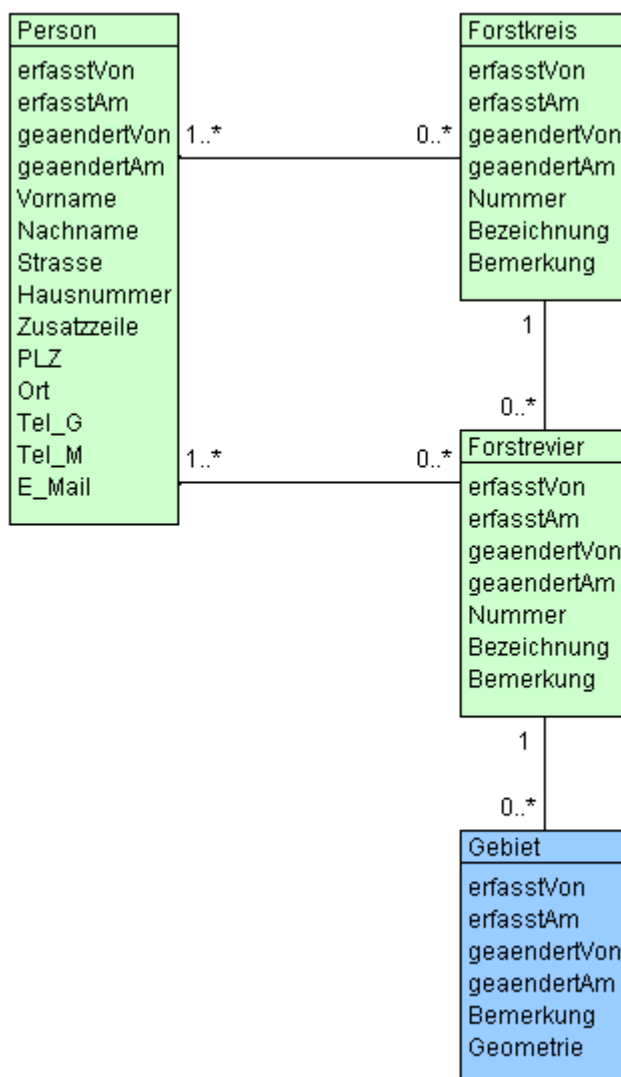 Person
erfasstVon
erfasstAm
geaendertVon
geaendertAm
Vorname
Nachname
Strasse
Hausnummer
Zusatzzeile
PLZ
Ort
Tel_G
Tel_M
E_Mail
1..*
0..*
Forstkreis
erfasstVon
erfasstAm
geaendertVon
geaendertAm
Nummer
Bezeichnung
Bemerkung
1
0..*
1..*
0..*
Forstrevier
erfasstVon
erfasstAm
geaendertVon
geaendertAm
Nummer
Bezeichnung
Bemerkung
1
0..*
Gebiet
erfasstVon
erfasstAm
geaendertVon
geaendertAm
Bemerkung
Geometrie